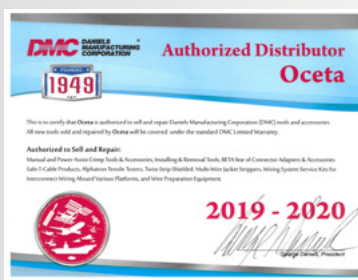 DMC DANIELS
MANUFACTURING
CORPORATION
Authorized Distributor
Oceta
FOUNDED
1949
This is to certify that Oceta is authorized to sell and repair Daniels Manufacturing Corporation (DMC) tools and accessories.
All new tools sold and repaired by Oceta will be covered under the standard DMC Limited Warranty.
Authorized to Sell and Repair:
Manual and Power Assist Crimp Tools & Accessories, Installing & Removal Tools, BETA line of Connector Adapters & Accessories
Safe-T-Cable Products, Alphatron Tensile Testers, Twist-Strip Shielded, Multi-Wire Jacket Strippers, Wiring System Service Kits for
Interconnect Wiring Aboard Various Platforms, and Wire Preparation Equipment.
2019 - 2020
George Daniels, President